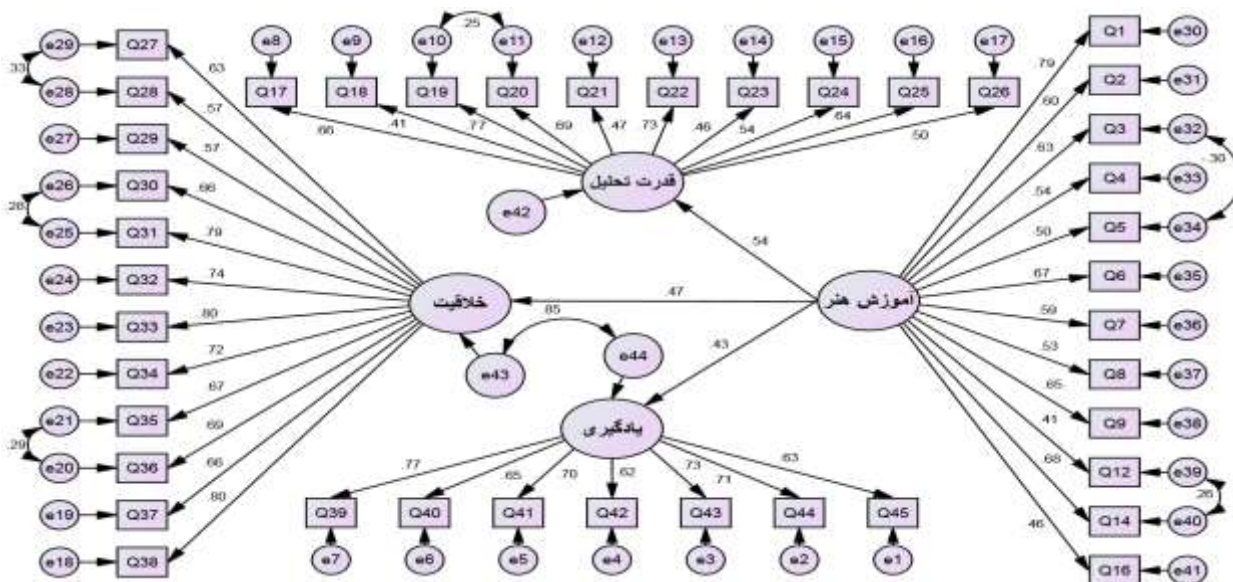 e29 Q27 .63
.33
e28 Q28 .57
e27 Q29 .57
e26 Q30 .66
.28
e25 Q31 .79
e24 Q32 .74
e23 Q33 .80
e22 Q34 .72
e21 Q35 .67
.29
e20 Q36 .69
e19 Q37 .66
e18 Q38 .80
.25
e8 e9 e10 e11 e12 e13 e14 e15 e16 e17
Q17 Q18 Q19 Q20 Q21 Q22 Q23 Q24 Q25 Q26
.66 .41 .77 .69 .47 .73 .46 .54 .64 .50
قدرت تحلیل
e42
.54
خلاقیت
.47
آموزش هنر
.85
e43
e44
.43
یادگیری
.77 .65 .70 .62 .73 .71 .63
Q39 Q40 Q41 Q42 Q43 Q44 Q45
e7 e6 e5 e4 e3 e2 e1
.79 Q1 e30
.60 Q2 e31
.63 Q3 e32
-.30
.54 Q4 e33
.50 Q5 e34
.67 Q6 e35
.59 Q7 e36
.53 Q8 e37
.65 Q9 e38
.41 Q12 e39
.26
.68 Q14 e40
.46 Q16 e41